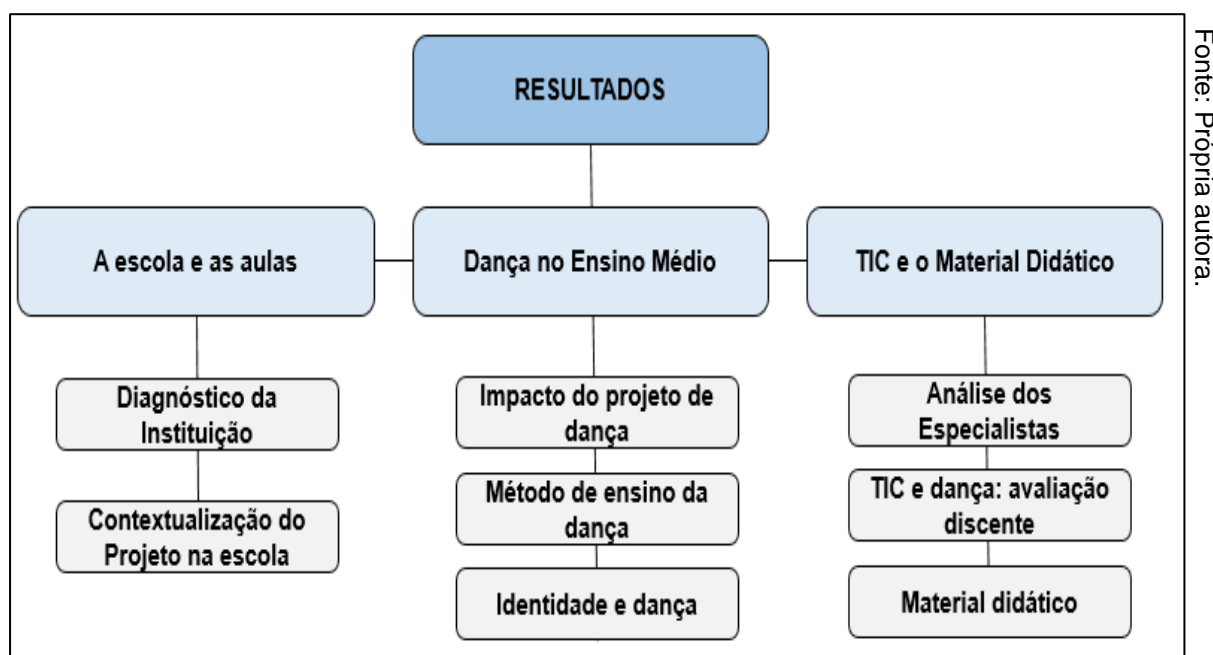 RESULTADOS
A escola e as aulas
Dança no Ensino Médio
TIC e o Material Didático
Diagnóstico da
Instituição
Contextualização do
Projeto na escola
Impacto do projeto de
dança
Método de ensino da
dança
Identidade e dança
Análise dos
Especialistas
TIC e dança: avaliação
discente
Material didático
Fonte: Própria autora.